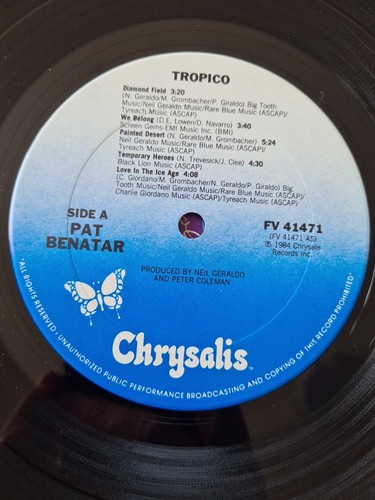 TROPICO
Diamond Field 3:20
(N. Geraldo/M. Grombacher/P. Giraldo) Big Tooth
Music/Neil Geraldo Music/Rare Blue Music (ASCAP)/
Tyreach Music (ASCAP)
We Belong (D.E. Lowen/D. Navarro) 3:40
Screen Gems-EMI Music Inc. (BMI)
Painted Desert (N. Geraldo/M. Grombacher) 5:24
Neil Geraldo Music/Rare Blue Music (ASCAP)/
Tyreach Music (ASCAP)
Temporary Heroes (N. Trevesick/J. Clee) 4:30
Black Lion Music (ASCAP)
Love In The Ice Age 4:08
(C. Giordano/M. Grombacher/N. Geraldo/P. Giraldo) Big
Tooth Music/Neil Geraldo Music/Rare Blue Music (ASCAP)/
Charlie Giordano Music (ASCAP)/Tyreach Music (ASCAP)
SIDE A
PAT
BENATAR
FV 41471
(FV 41471 AS)
℗ 1984 Chrysalis
Records Inc.
PRODUCED BY NEIL GERALDO
AND PETER COLEMAN
Chrysalis™
"ALL RIGHTS RESERVED • UNAUTHORIZED PUBLIC PERFORMANCE BROADCASTING AND COPYING OF THIS RECORD PROHIBITED"